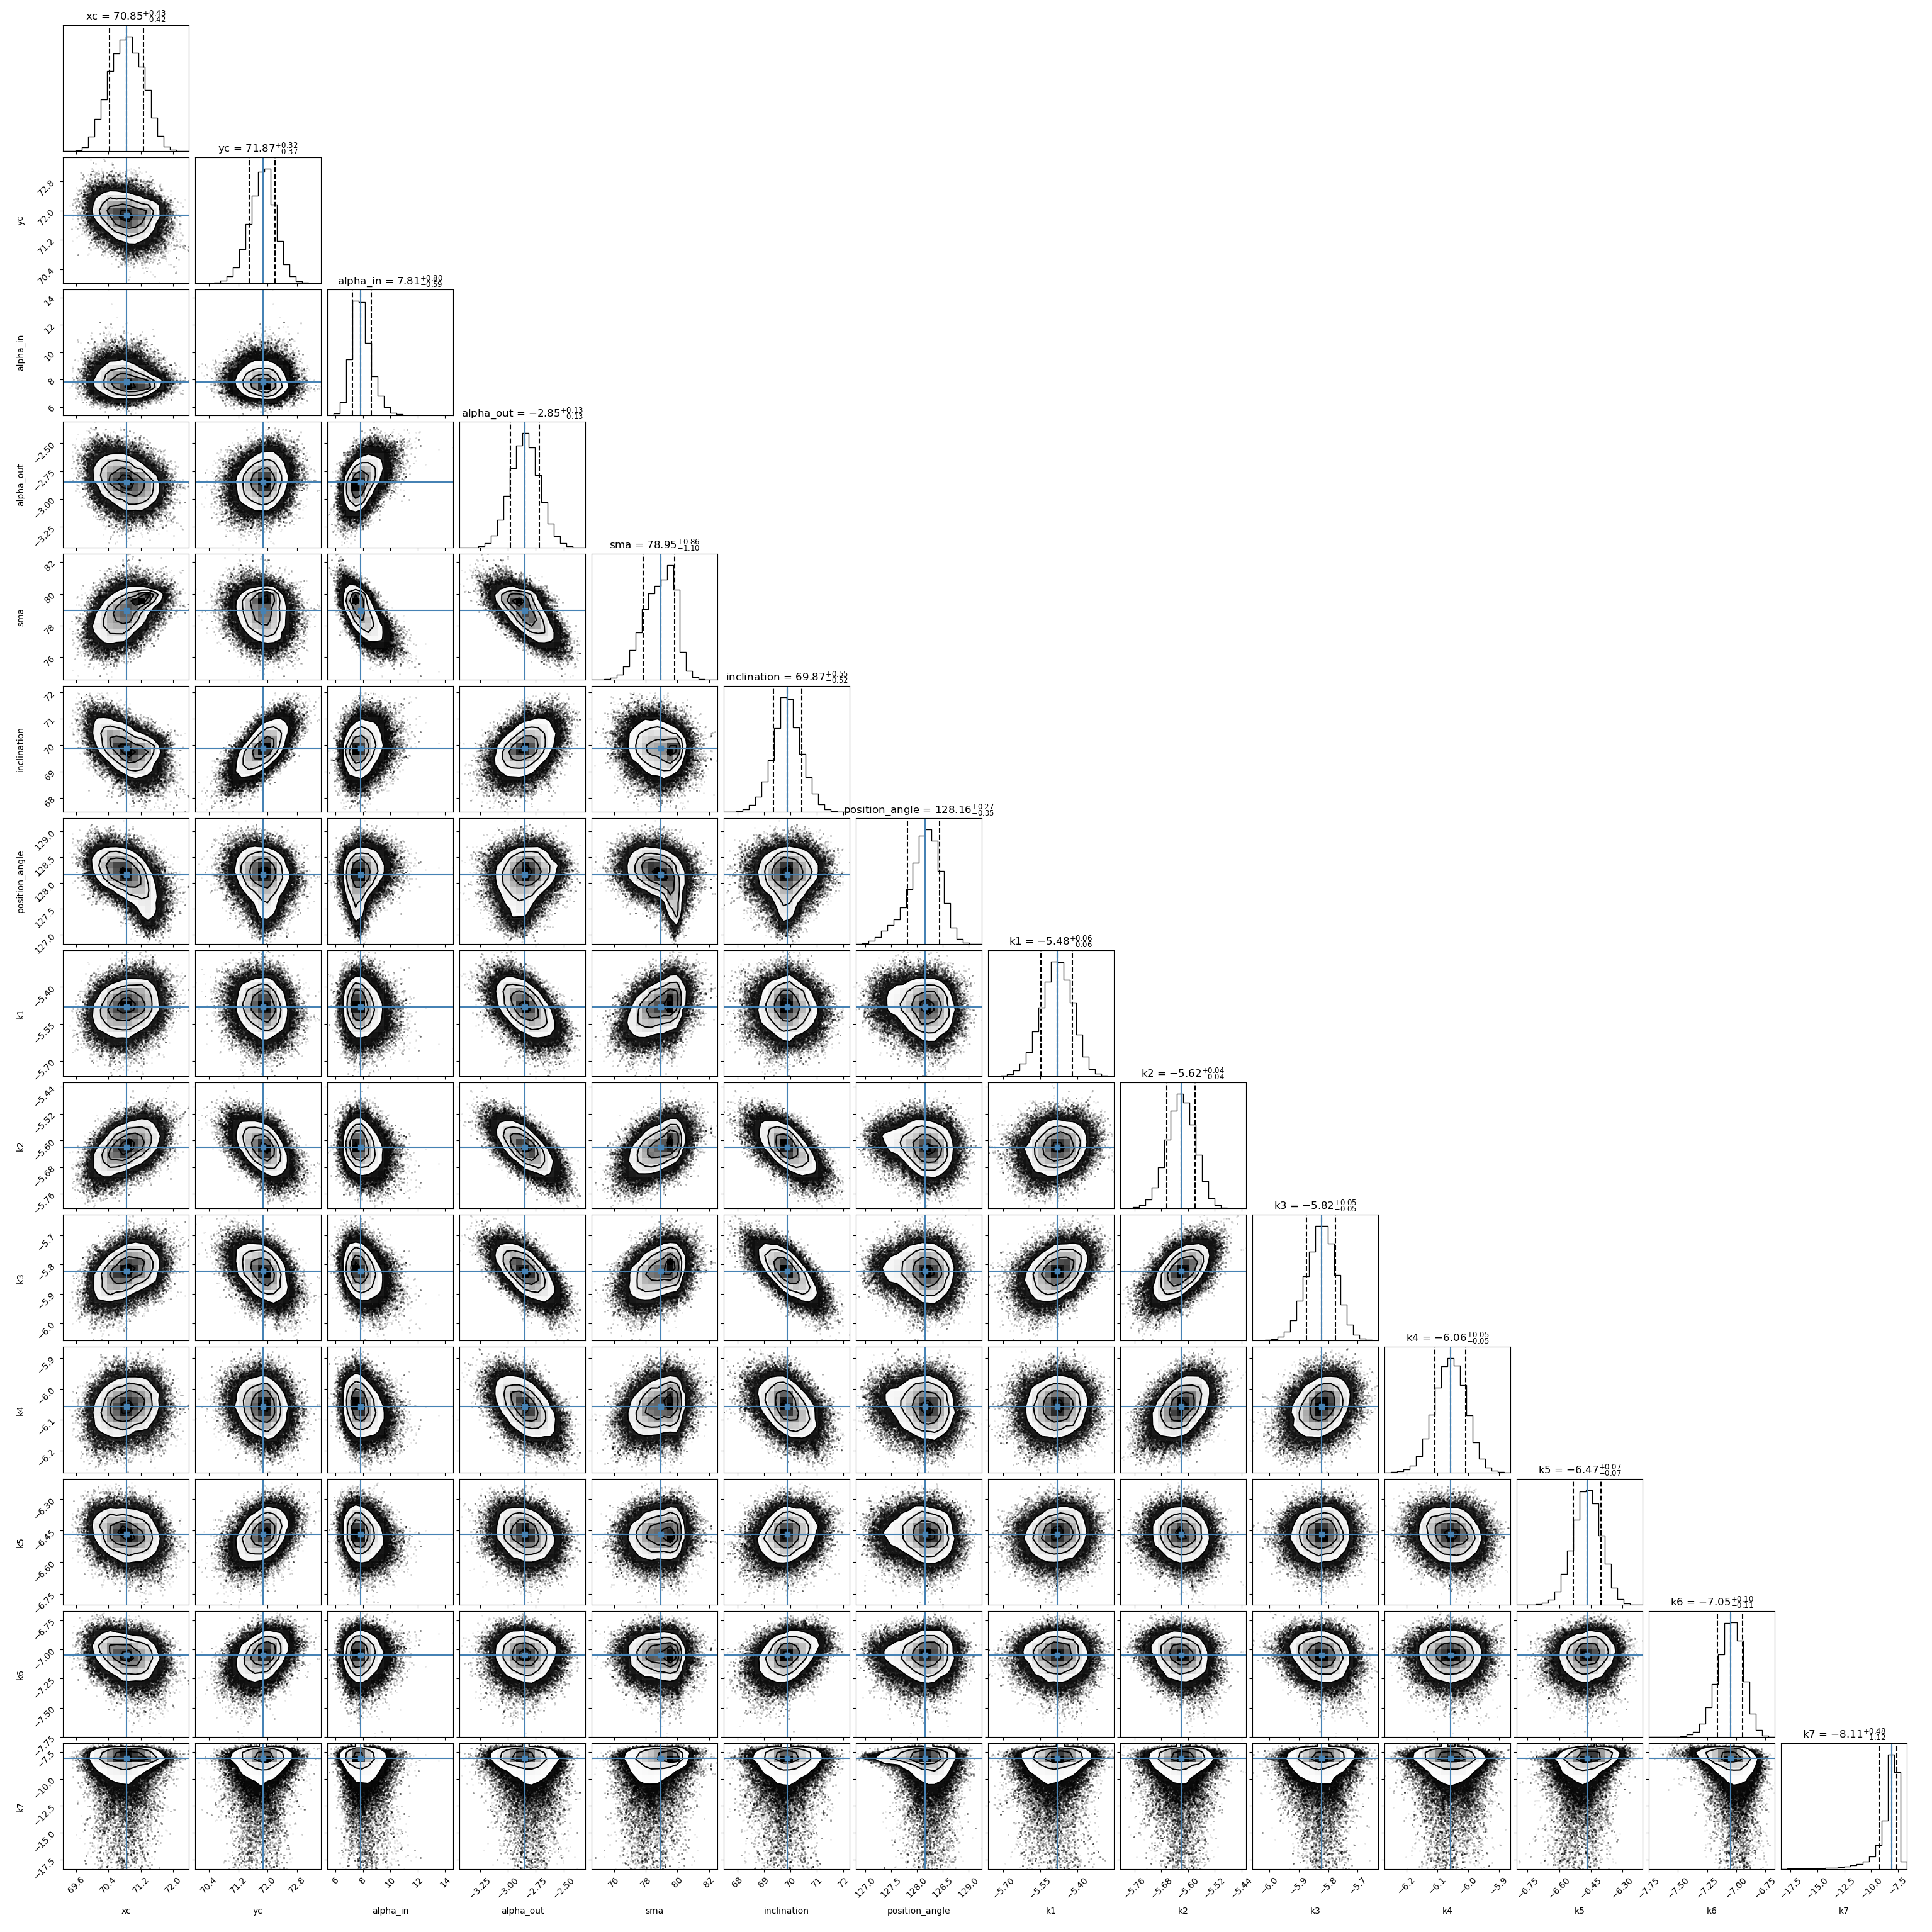 xc = 70.85+0.43−0.42
yc = 71.87+0.32−0.37
72.8
72.0
71.2
70.4
yc
alpha_in = 7.81+0.80−0.59
14
12
10
8
6
alpha_in
alpha_out = −2.85+0.13−0.13
−2.50
−2.75
−3.00
−3.25
alpha_out
sma = 78.95+0.86−1.10
82
80
78
76
sma
inclination = 69.87+0.55−0.52
72
71
70
69
68
inclination
position_angle = 128.16+0.27−0.35
129.0
128.5
128.0
127.5
127.0
position_angle
k1 = −5.48+0.06−0.06
−5.40
−5.55
−5.70
k1
k2 = −5.62+0.04−0.04
−5.44
−5.52
−5.60
−5.68
−5.76
k2
k3 = −5.82+0.05−0.05
−5.7
−5.8
−5.9
−6.0
k3
k4 = −6.06+0.05−0.05
−5.9
−6.0
−6.1
−6.2
k4
k5 = −6.47+0.07−0.07
−6.30
−6.45
−6.60
−6.75
k5
k6 = −7.05+0.10−0.11
−6.75
−7.00
−7.25
−7.50
−7.75
k6
k7 = −8.11+0.48−1.12
−7.5
−10.0
−12.5
−15.0
−17.5
k7
69.6 70.4 71.2 72.0 70.4 71.2 72.0 72.8 6 8 10 12 14 −3.25 −3.00 −2.75 −2.50 76 78 80 82 68 69 70 71 72 127.0 127.5 128.0 128.5 129.0 −5.70 −5.55 −5.40 −5.76 −5.68 −5.60 −5.52 −5.44 −6.0 −5.9 −5.8 −5.7 −6.2 −6.1 −6.0 −5.9 −6.75 −6.60 −6.45 −6.30 −7.75 −7.50 −7.25 −7.00 −6.75 −17.5 −15.0 −12.5 −10.0 −7.5
xc yc alpha_in alpha_out sma inclination position_angle k1 k2 k3 k4 k5 k6 k7